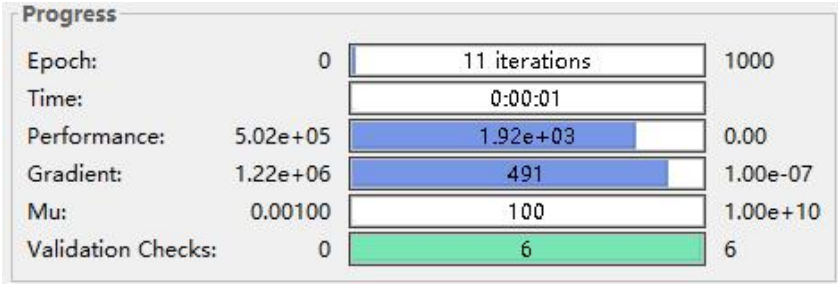 Progress
Epoch: 0 11 iterations 1000
Time: 0:00:01
Performance: 5.02e+05 1.92e+03 0.00
Gradient: 1.22e+06 491 1.00e-07
Mu: 0.00100 100 1.00e+10
Validation Checks: 0 6 6